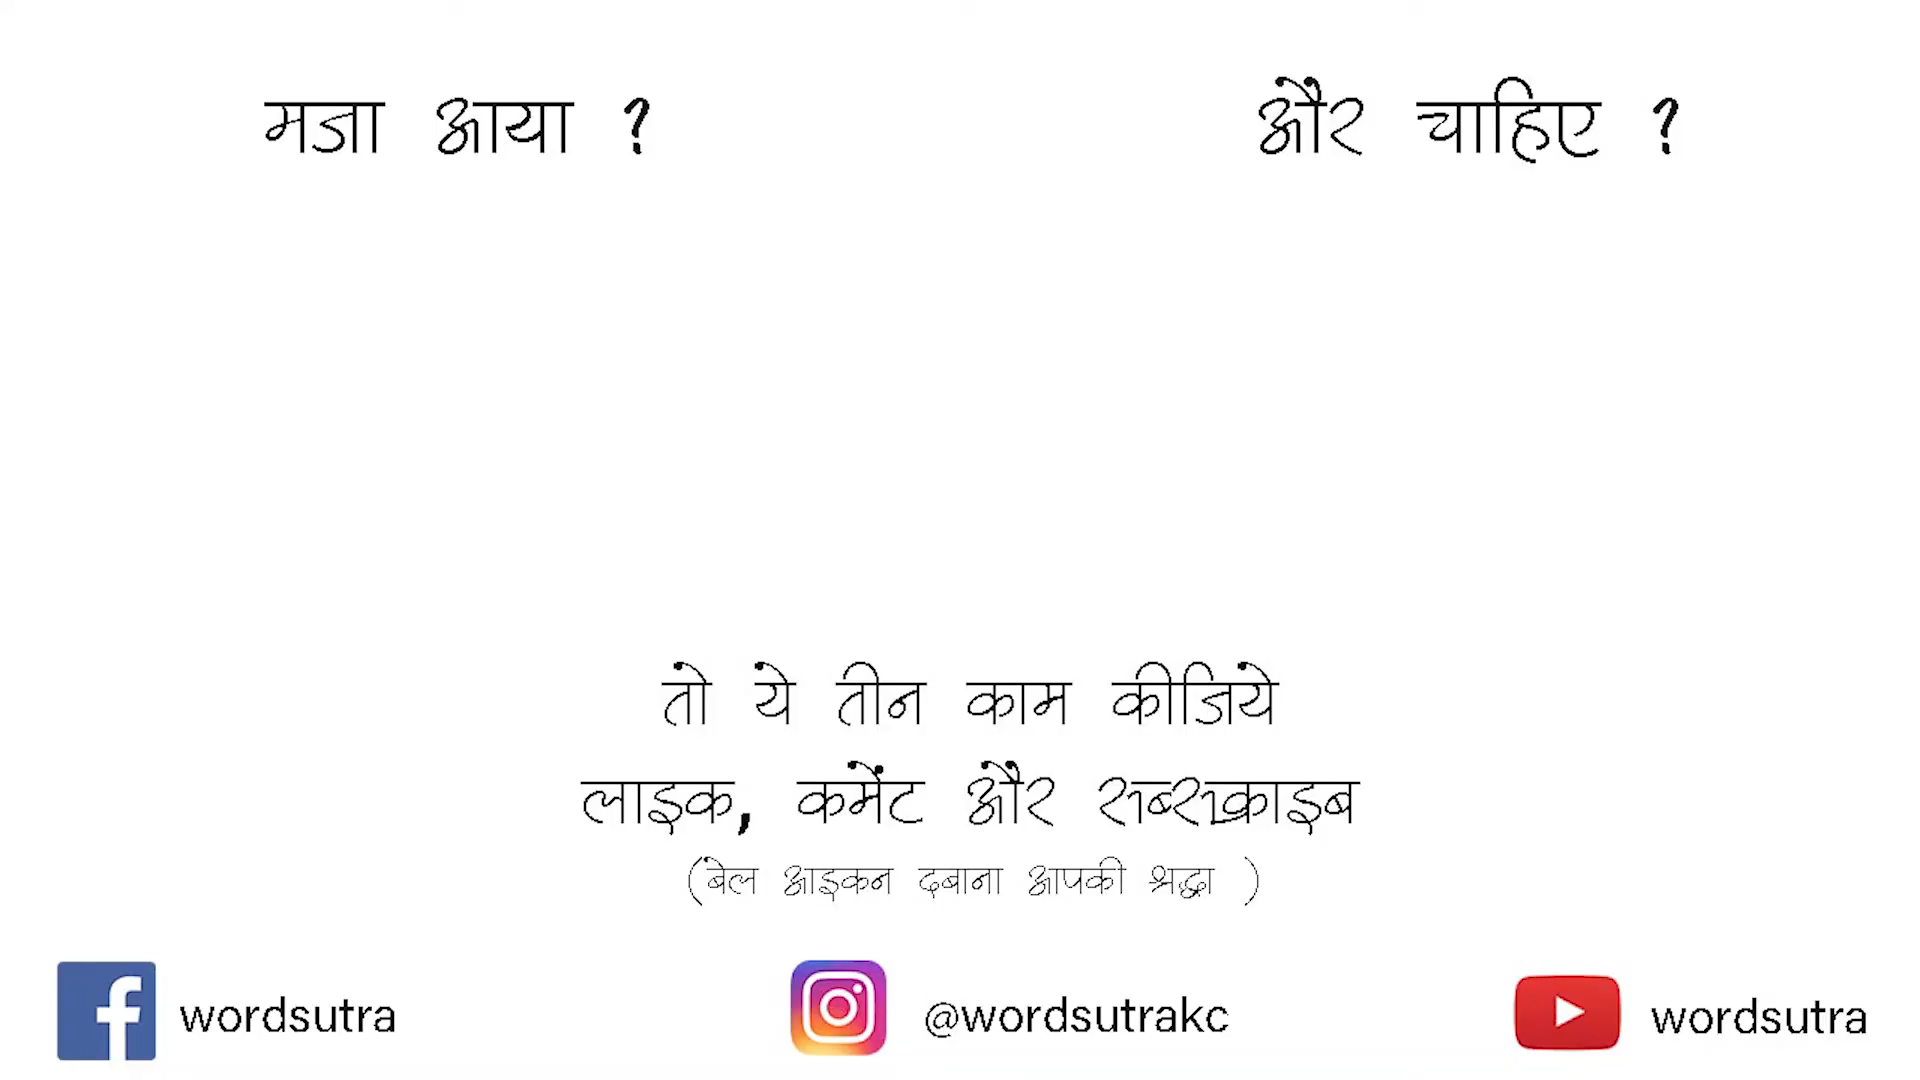 मजा आया ?
और चाहिए ?
तो ये तीन काम कीजिये
लाइक, कमेंट और सब्सक्राइब
(बेल आइकन दबाना आपकी श्रद्धा )
wordsutra
@wordsutrakc
wordsutra